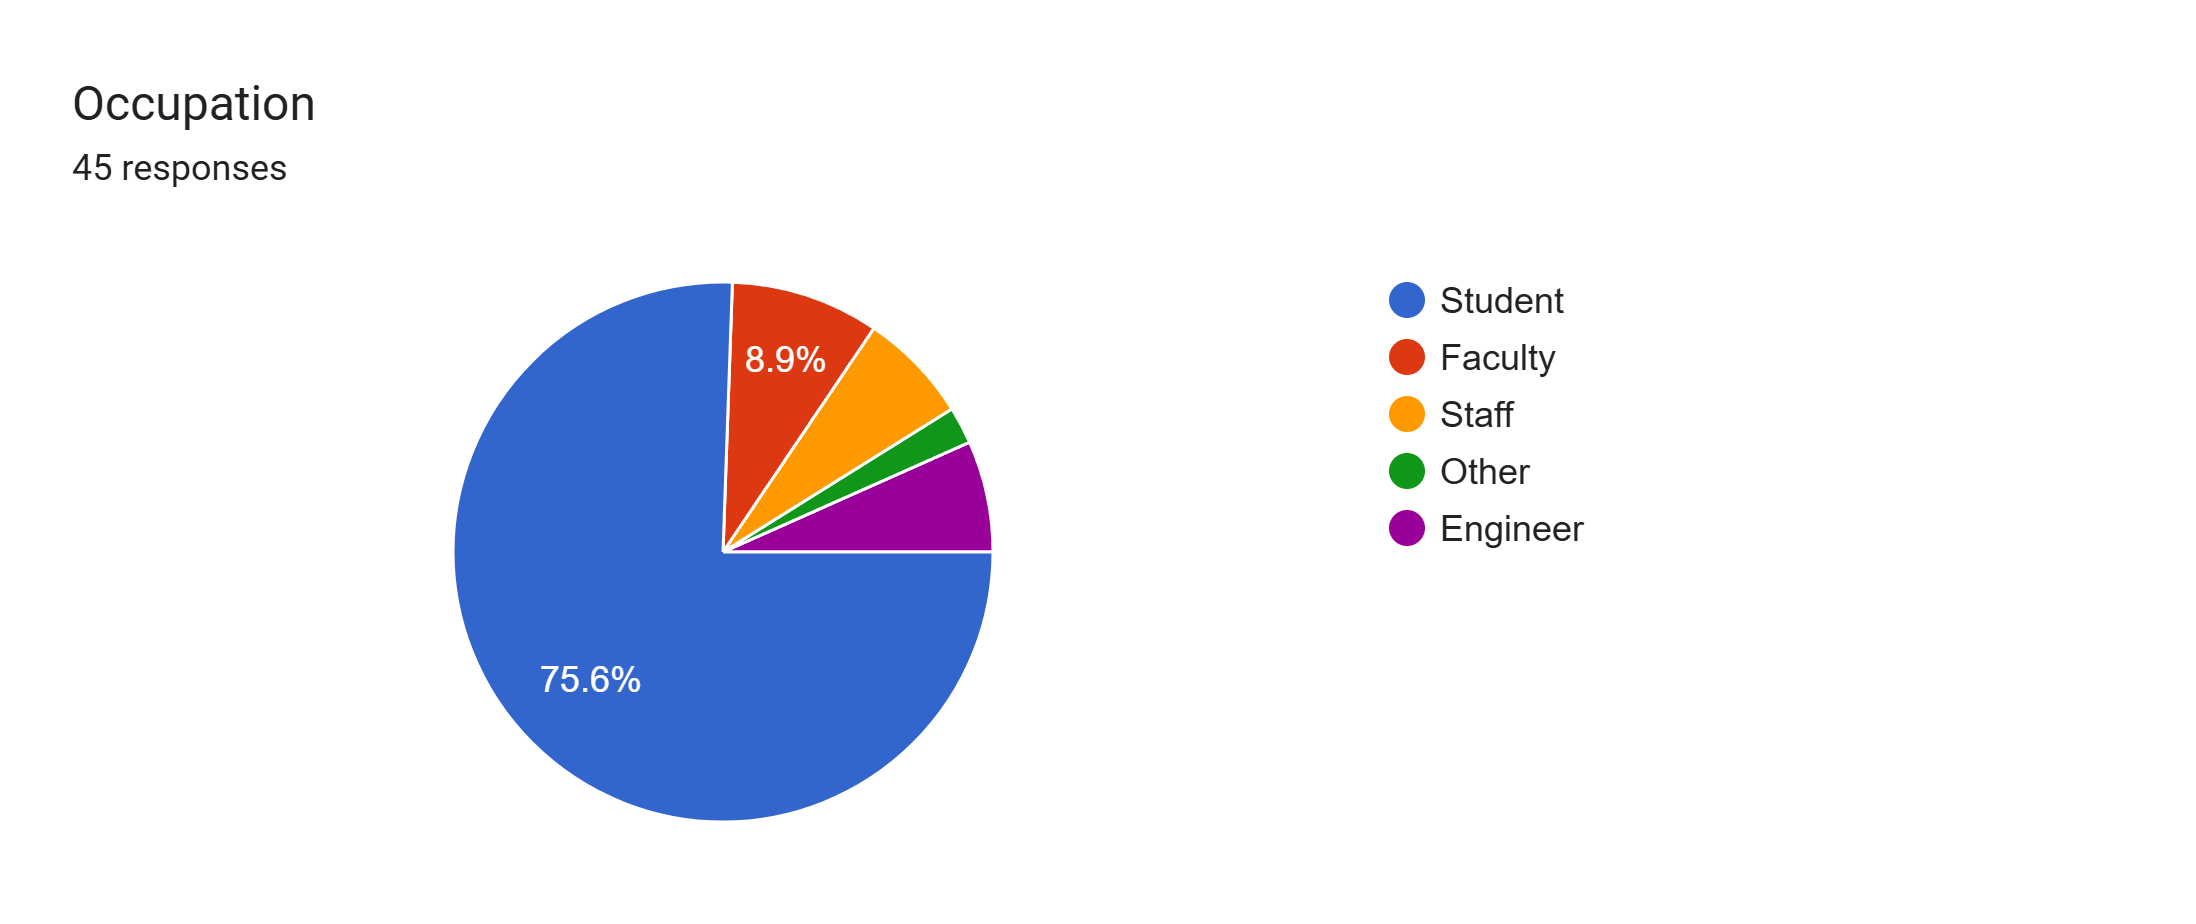 Occupation
45 responses
8.9%
75.6%
Student
Faculty
Staff
Other
Engineer